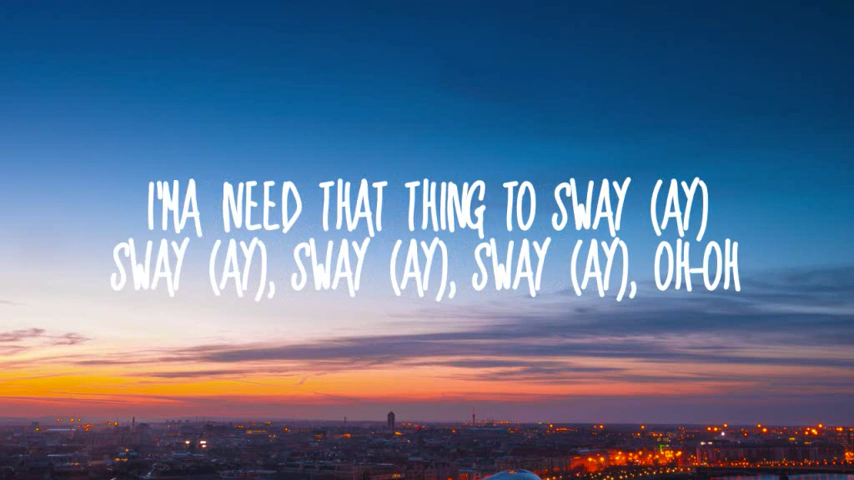 I'MA NEED THAT THING TO SWAY (AY)
SWAY (AY), SWAY (AY), SWAY (AY), OH-OH